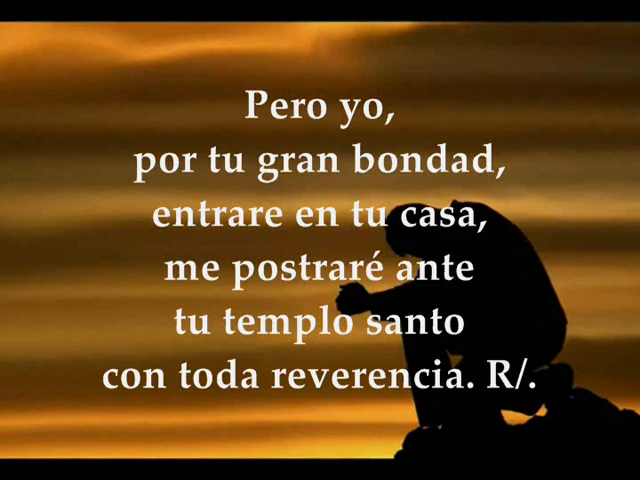 Pero yo,
por tu gran bondad,
entrare en tu casa,
me postraré ante
tu templo santo
con toda reverencia. R/.